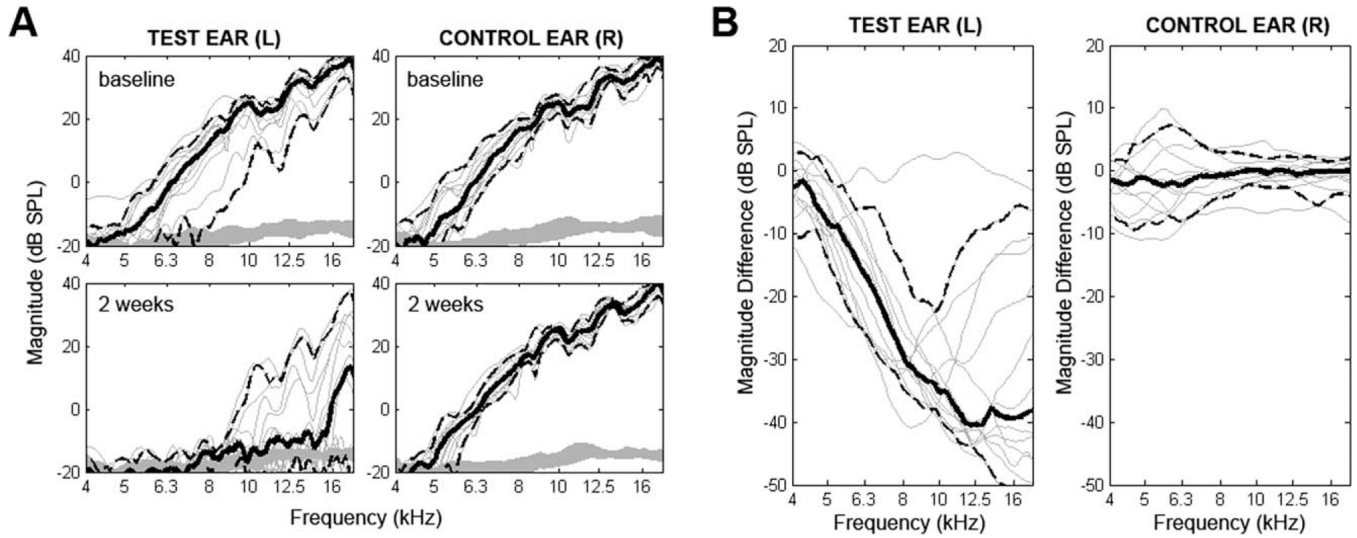 A
TEST EAR (L)
CONTROL EAR (R)
40
baseline
20
0
-20
4 5 6.3 8 10 12.5 16
40
baseline
20
0
-20
4 5 6.3 8 10 12.5 16
Magnitude (dB SPL)
40
2 weeks
20
0
-20
4 5 6.3 8 10 12.5 16
40
2 weeks
20
0
-20
4 5 6.3 8 10 12.5 16
Frequency (kHz)
B
TEST EAR (L)
CONTROL EAR (R)
Magnitude Difference (dB SPL)
20
10
0
-10
-20
-30
-40
-50
4 5 6.3 8 10 12.5 16
Magnitude Difference (dB SPL)
20
10
0
-10
-20
-30
-40
-50
4 5 6.3 8 10 12.5 16
Frequency (kHz)